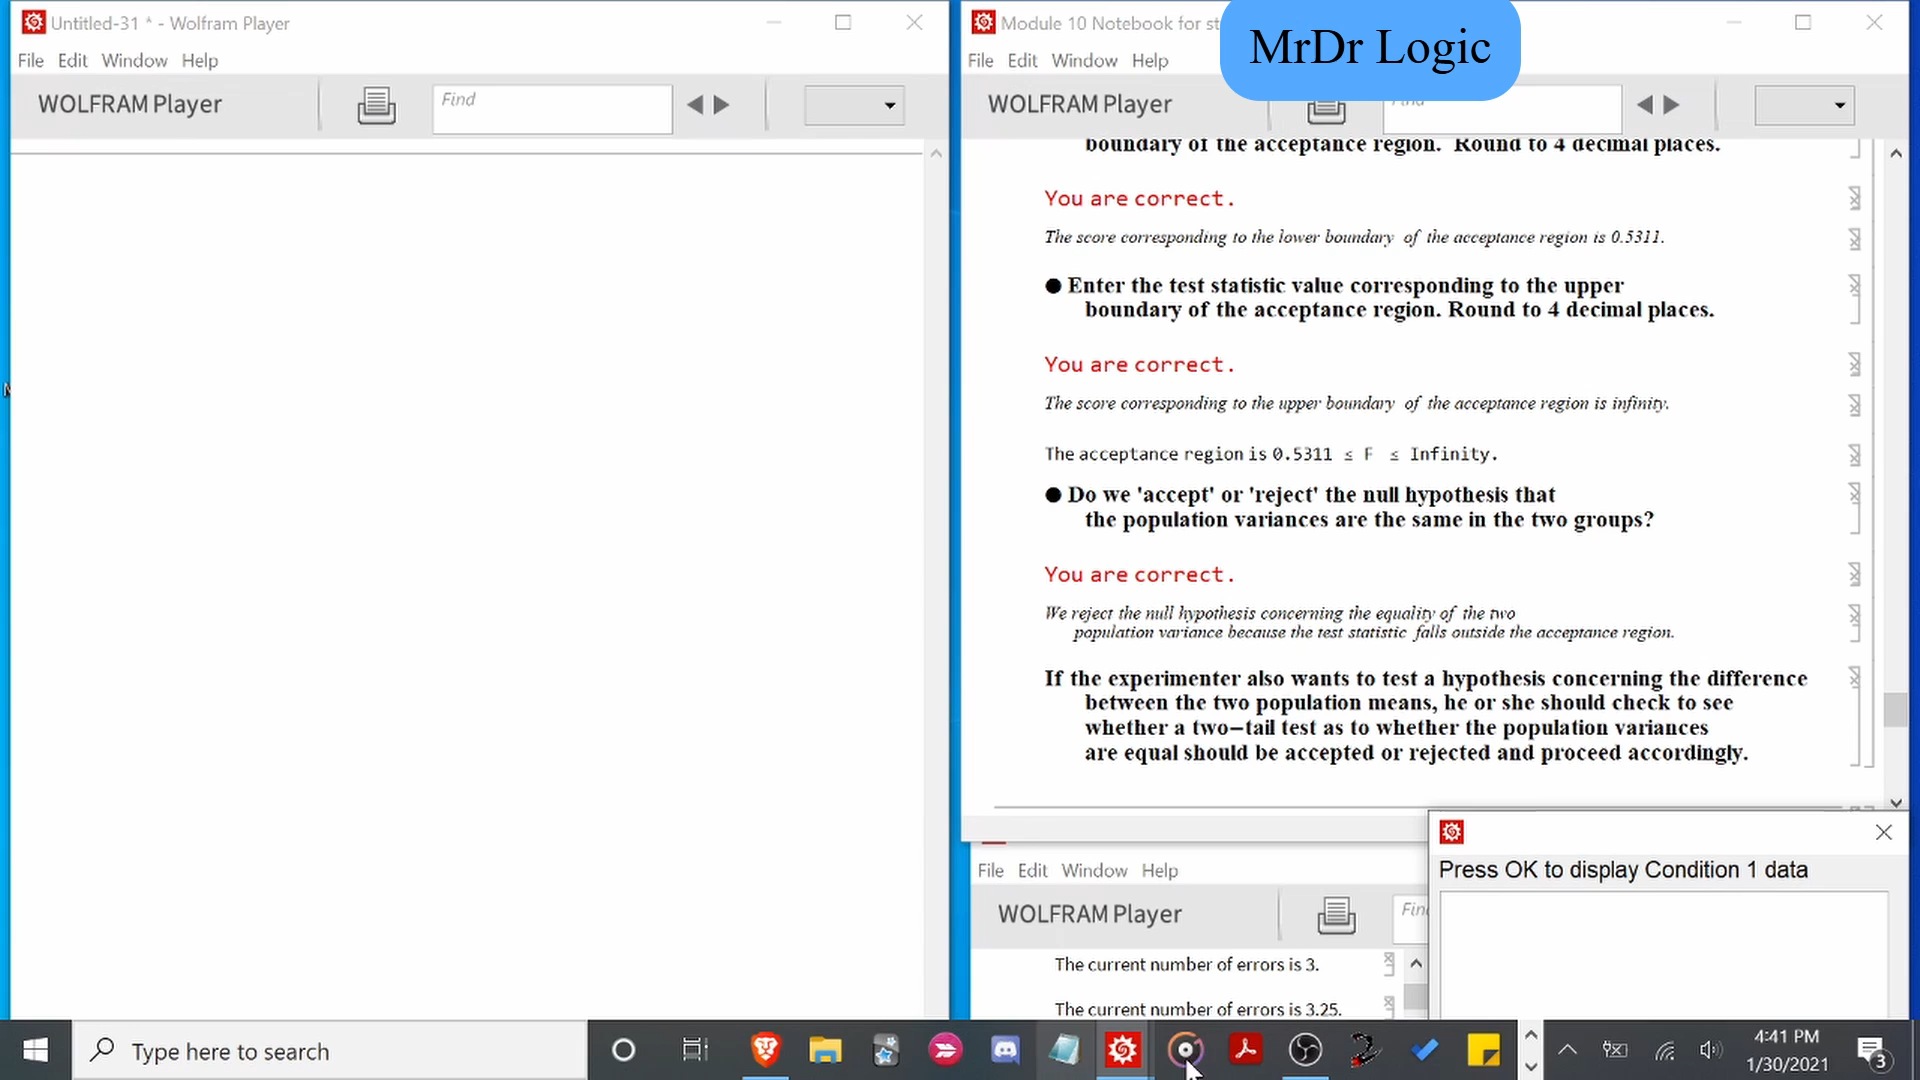 Untitled-31 * - Wolfram Player
File Edit Window Help
WOLFRAM Player
Find
Module 10 Notebook for st
MrDr Logic
File Edit Window Help
WOLFRAM Player
Find
boundary of the acceptance region. Round to 4 decimal places.
You are correct.
The score corresponding to the lower boundary of the acceptance region is 0.5311.
● Enter the test statistic value corresponding to the upper
boundary of the acceptance region. Round to 4 decimal places.
You are correct.
The score corresponding to the upper boundary of the acceptance region is infinity.
The acceptance region is 0.5311 ≤ F ≤ Infinity.
● Do we 'accept' or 'reject' the null hypothesis that
the population variances are the same in the two groups?
You are correct.
We reject the null hypothesis concerning the equality of the two
population variance because the test statistic falls outside the acceptance region.
If the experimenter also wants to test a hypothesis concerning the difference
between the two population means, he or she should check to see
whether a two−tail test as to whether the population variances
are equal should be accepted or rejected and proceed accordingly.
File Edit Window Help
WOLFRAM Player
Fin
The current number of errors is 3.
The current number of errors is 3.25.
Press OK to display Condition 1 data
Type here to search
4:41 PM
1/30/2021
3